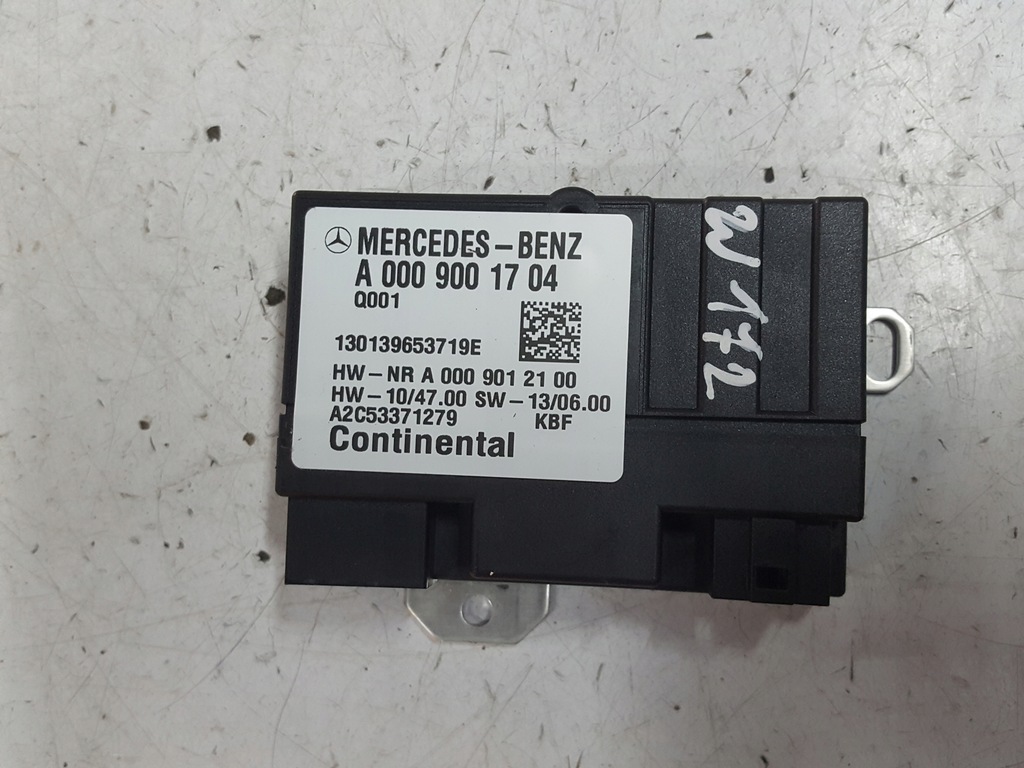 MERCEDES-BENZ
A 000 900 17 04
Q001
130139653719E
HW-NR A 000 901 21 00
HW-10/47.00 SW-13/06.00
A2C53371279 KBF
Continental
W172